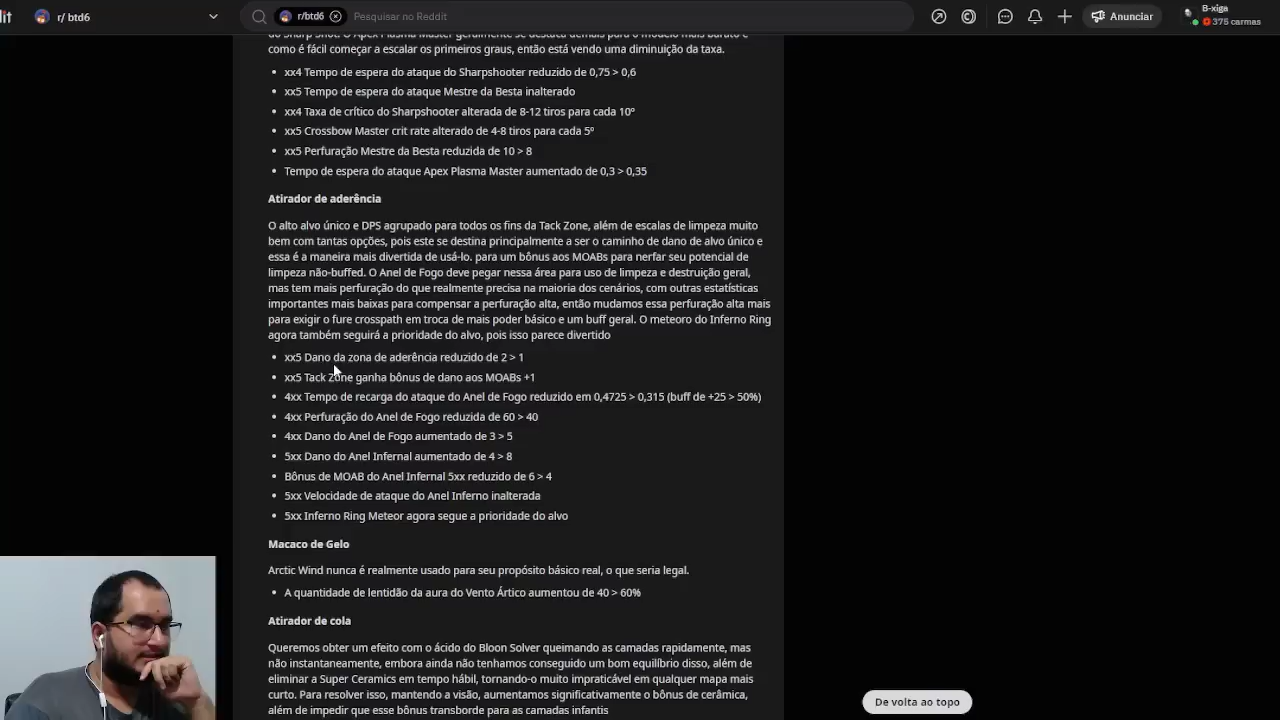 it
r/ btd6
r/btd6
Pesquisar no Reddit
Anunciar
B-xiga
375 carmas
como é fácil começar a escalar os primeiros graus, então está vendo uma diminuição da taxa.
• xx4 Tempo de espera do ataque do Sharpshooter reduzido de 0,75 > 0,6
• xx5 Tempo de espera do ataque Mestre da Besta inalterado
• xx4 Taxa de crítico do Sharpshooter alterada de 8-12 tiros para cada 10º
• xx5 Crossbow Master crit rate alterado de 4-8 tiros para cada 5º
• xx5 Perfuração Mestre da Besta reduzida de 10 > 8
• Tempo de espera do ataque Apex Plasma Master aumentado de 0,3 > 0,35
Atirador de aderência
O alto alvo único e DPS agrupado para todos os fins da Tack Zone, além de escalas de limpeza muito
bem com tantas opções, pois este se destina principalmente a ser o caminho de dano de alvo único e
essa é a maneira mais divertida de usá-lo. para um bônus aos MOABs para nerfar seu potencial de
limpeza não-buffed. O Anel de Fogo deve pegar nessa área para uso de limpeza e destruição geral,
mas tem mais perfuração do que realmente precisa na maioria dos cenários, com outras estatísticas
importantes mais baixas para compensar a perfuração alta, então mudamos essa perfuração alta mais
para exigir o fure crosspath em troca de mais poder básico e um buff geral. O meteoro do Inferno Ring
agora também seguirá a prioridade do alvo, pois isso parece divertido
• xx5 Dano da zona de aderência reduzido de 2 > 1
• xx5 Tack Zone ganha bônus de dano aos MOABs +1
• 4xx Tempo de recarga do ataque do Anel de Fogo reduzido em 0,4725 > 0,315 (buff de +25 > 50%)
• 4xx Perfuração do Anel de Fogo reduzida de 60 > 40
• 4xx Dano do Anel de Fogo aumentado de 3 > 5
• 5xx Dano do Anel Infernal aumentado de 4 > 8
• Bônus de MOAB do Anel Infernal 5xx reduzido de 6 > 4
• 5xx Velocidade de ataque do Anel Inferno inalterada
• 5xx Inferno Ring Meteor agora segue a prioridade do alvo
Macaco de Gelo
Arctic Wind nunca é realmente usado para seu propósito básico real, o que seria legal.
• A quantidade de lentidão da aura do Vento Ártico aumentou de 40 > 60%
Atirador de cola
Queremos obter um efeito com o ácido do Bloon Solver queimando as camadas rapidamente, mas
não instantaneamente, embora ainda não tenhamos conseguido um bom equilíbrio disso, além de
eliminar a Super Ceramics em tempo hábil, tornando-o muito impraticável em qualquer mapa mais
curto. Para resolver isso, mantendo a visão, aumentamos significativamente o bônus de cerâmica,
além de impedir que esse bônus transborde para as camadas infantis
De volta ao topo